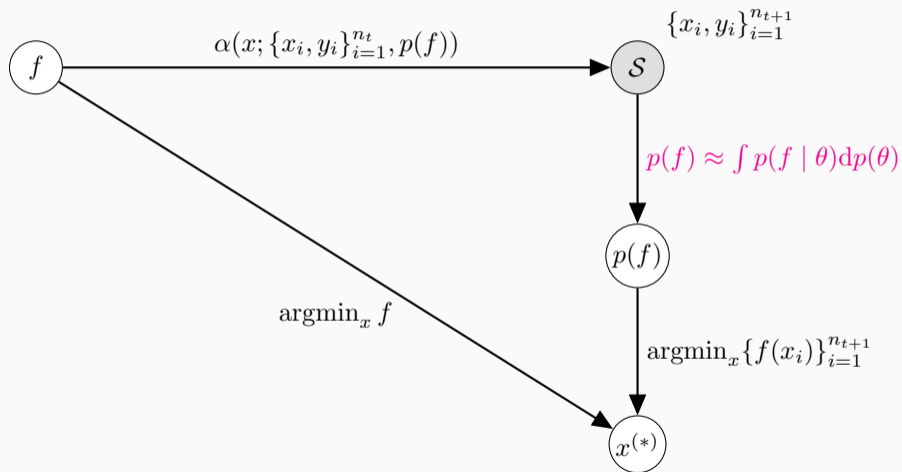 {x_i, y_i}_{i=1}^{n_{t+1}}
α(x; {x_i, y_i}_{i=1}^{n_t}, p(f))
f
𝒮
p(f) ≈ ∫ p(f | θ)dp(θ)
p(f)
argmin_x f
argmin_x{f(x_i)}_{i=1}^{n_{t+1}}
x^{(*)}